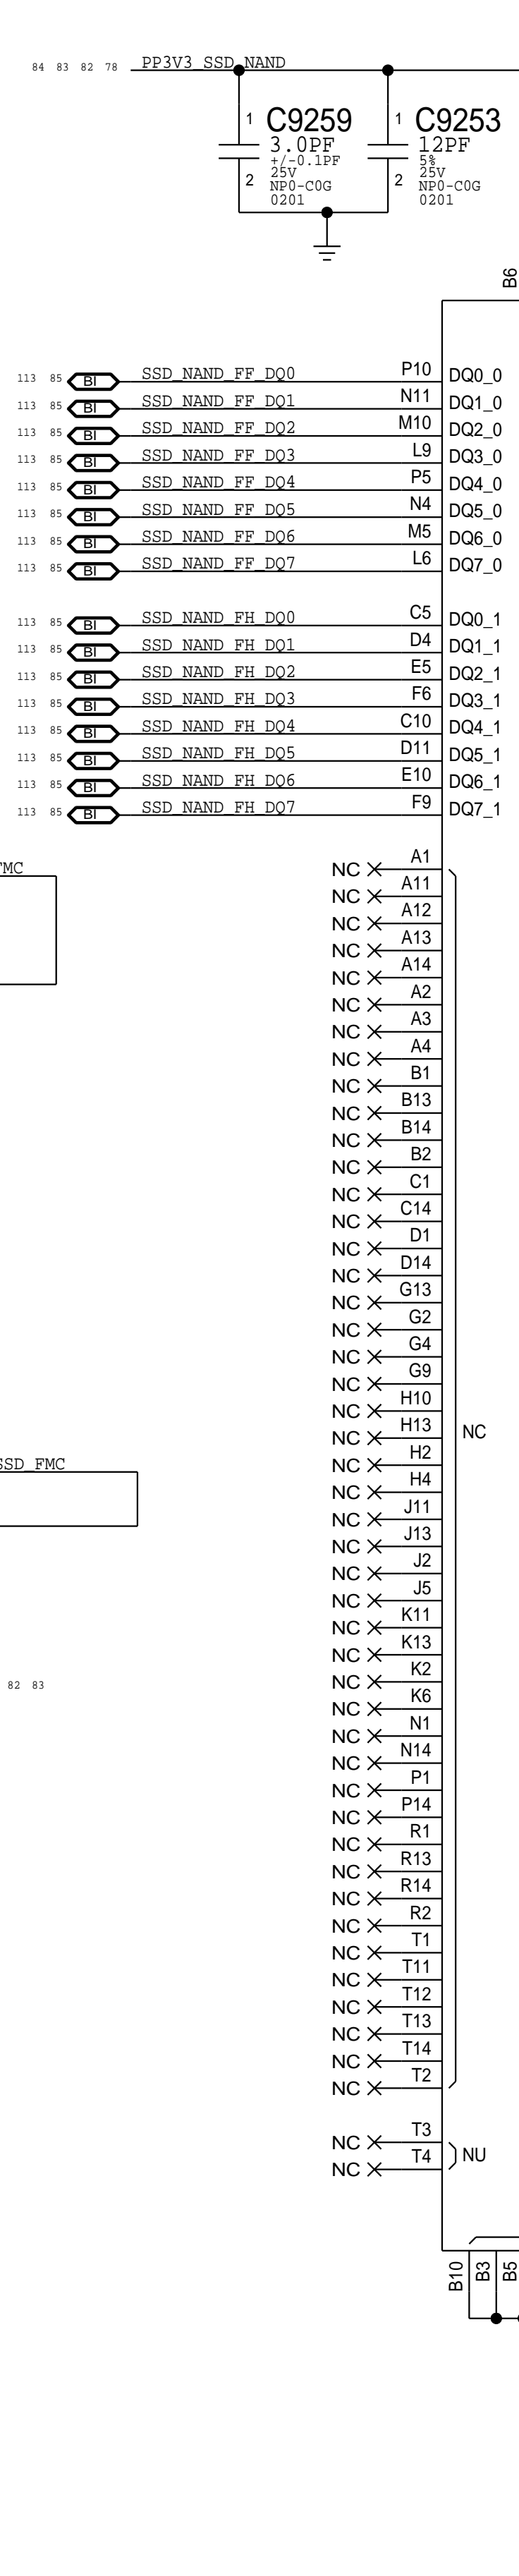 84 83 82 78 PP3V3_SSD_NAND
1 C9259
3.0PF
+/-0.1PF
25V
2 NP0-C0G
0201
1 C9253
12PF
5%
25V
2 NP0-C0G
0201
B6
113 85 BI SSD_NAND_FF_DQ0 P10 DQ0_0
113 85 BI SSD_NAND_FF_DQ1 N11 DQ1_0
113 85 BI SSD_NAND_FF_DQ2 M10 DQ2_0
113 85 BI SSD_NAND_FF_DQ3 L9 DQ3_0
113 85 BI SSD_NAND_FF_DQ4 P5 DQ4_0
113 85 BI SSD_NAND_FF_DQ5 N4 DQ5_0
113 85 BI SSD_NAND_FF_DQ6 M5 DQ6_0
113 85 BI SSD_NAND_FF_DQ7 L6 DQ7_0
113 85 BI SSD_NAND_FH_DQ0 C5 DQ0_1
113 85 BI SSD_NAND_FH_DQ1 D4 DQ1_1
113 85 BI SSD_NAND_FH_DQ2 E5 DQ2_1
113 85 BI SSD_NAND_FH_DQ3 F6 DQ3_1
113 85 BI SSD_NAND_FH_DQ4 C10 DQ4_1
113 85 BI SSD_NAND_FH_DQ5 D11 DQ5_1
113 85 BI SSD_NAND_FH_DQ6 E10 DQ6_1
113 85 BI SSD_NAND_FH_DQ7 F9 DQ7_1
FMC
NC A1
NC A11
NC A12
NC A13
NC A14
NC A2
NC A3
NC A4
NC B1
NC B13
NC B14
NC B2
NC C1
NC C14
NC D1
NC D14
NC G13
NC G2
NC G4
NC G9
NC H10
NC H13 NC
NC H2
SSD_FMC
NC H4
NC J11
NC J13
NC J2
NC J5
NC K11
NC K13
NC K2
82 83
NC K6
NC N1
NC N14
NC P1
NC P14
NC R1
NC R13
NC R14
NC R2
NC T1
NC T11
NC T12
NC T13
NC T14
NC T2
NC T3
NU
NC T4
B10 B3 B5